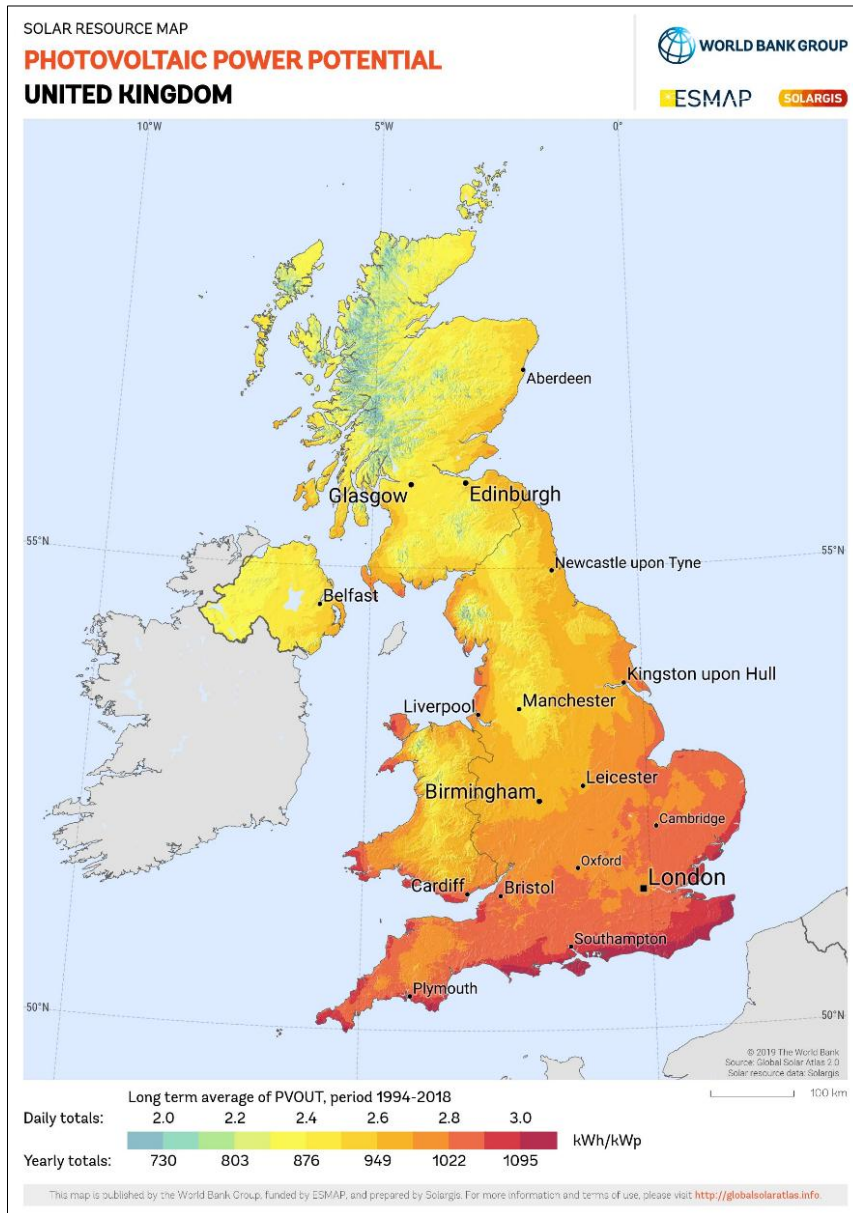 SOLAR RESOURCE MAP
PHOTOVOLTAIC POWER POTENTIAL
UNITED KINGDOM
WORLD BANK GROUP
ESMAP
SOLARGIS
10°W
5°W
0°
Aberdeen
Glasgow
Edinburgh
55°N
55°N
Newcastle upon Tyne
Belfast
Kingston upon Hull
Liverpool
Manchester
Leicester
Birmingham
Cambridge
Oxford
London
Cardiff
Bristol
Southampton
Plymouth
50°N
50°N
© 2019 The World Bank
Source: Global Solar Atlas 2.0
Solar resource data: Solargis
100 km
Long term average of PVOUT, period 1994-2018
Daily totals: 2.0 2.2 2.4 2.6 2.8 3.0
kWh/kWp
Yearly totals: 730 803 876 949 1022 1095
This map is published by the World Bank Group, funded by ESMAP, and prepared by Solargis. For more information and terms of use, please visit http://globalsolaratlas.info.